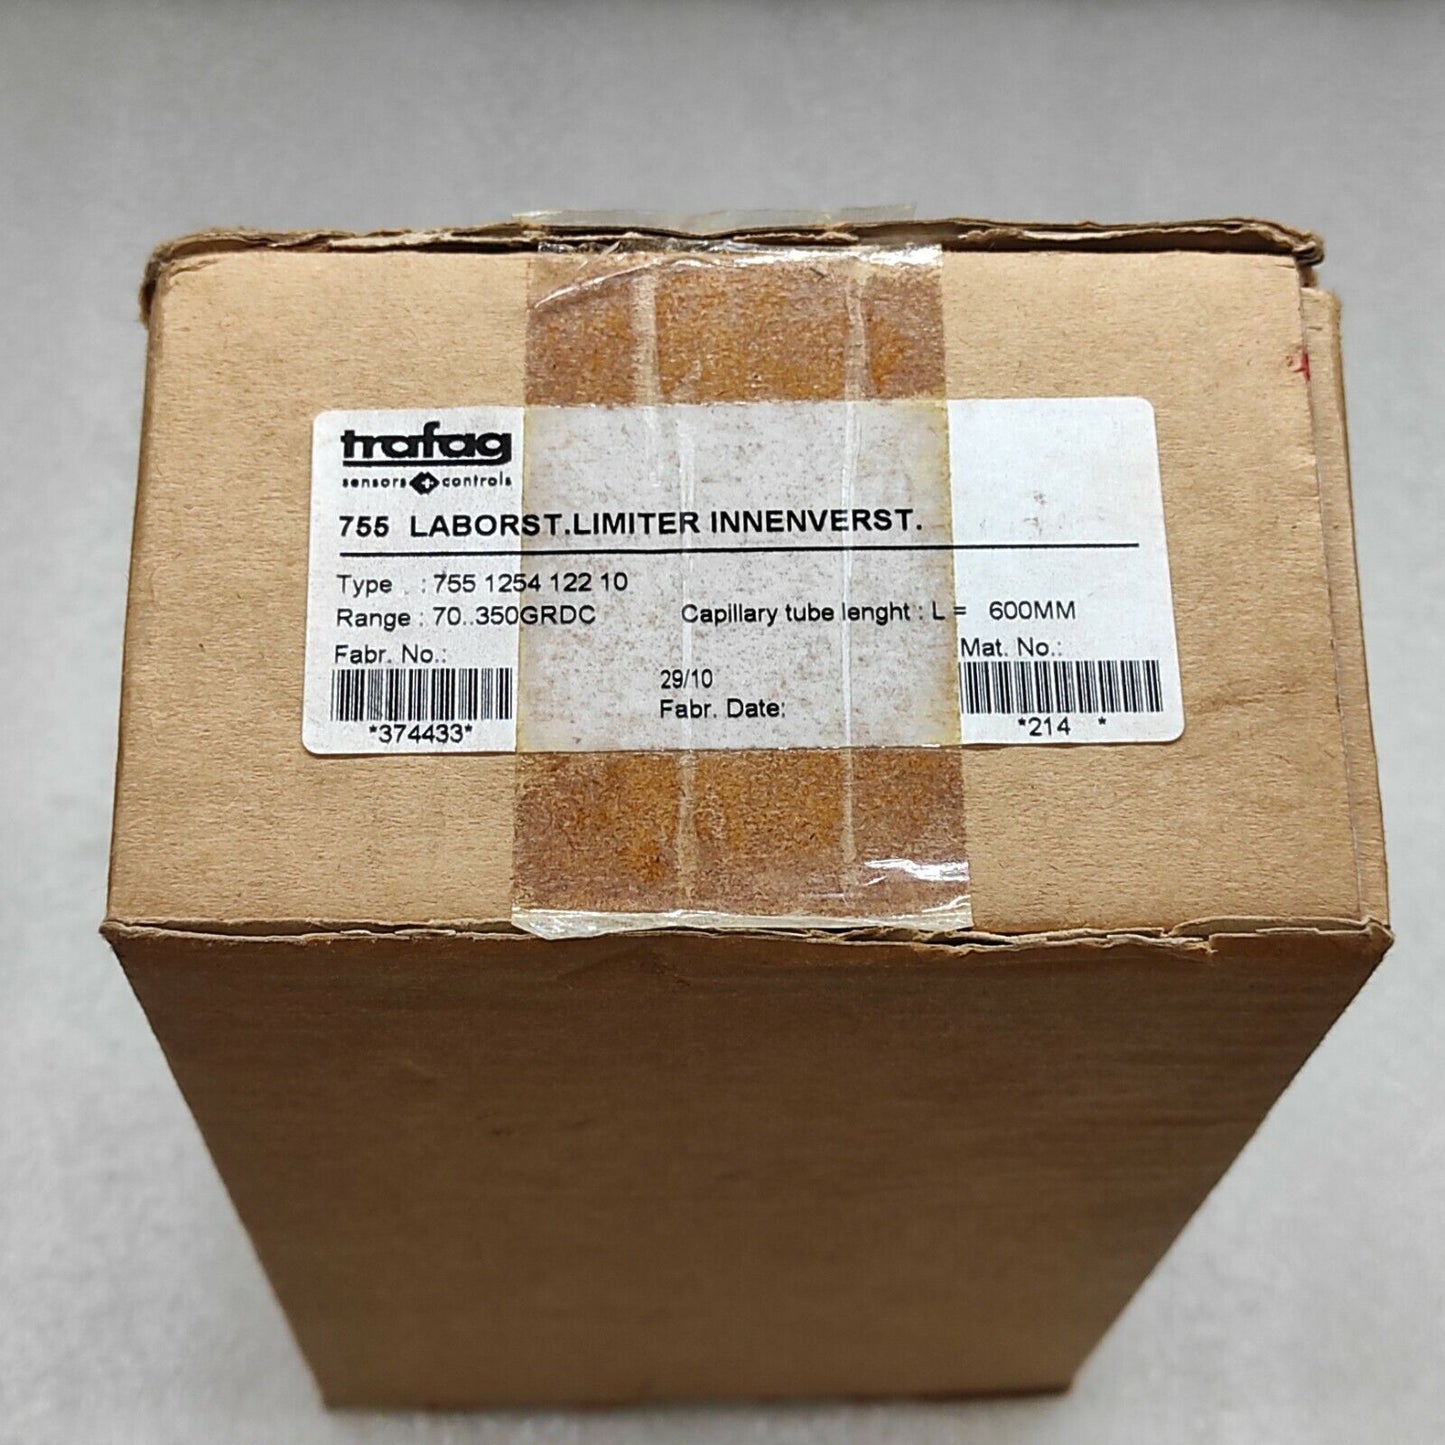 trafag
sensors + controls
755 LABORST.LIMITER INNENVERST.
Type : 755 1254 122 10
Range : 70..350GRDC Capillary tube lenght : L = 600MM
Fabr. No.: Mat. No.:
29/10
Fabr. Date:
*374433* *214 *